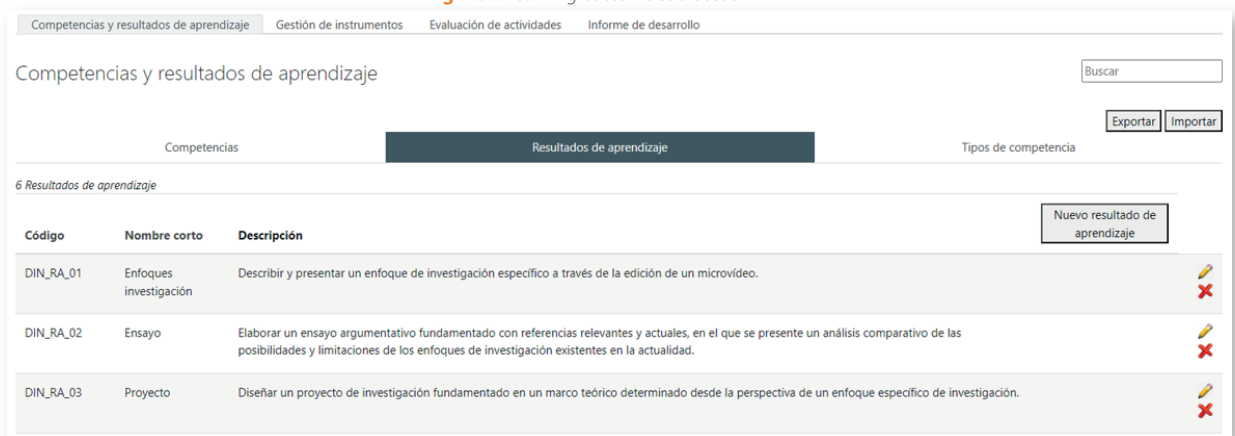 Competencias y resultados de aprendizaje Gestión de instrumentos Evaluación de actividades Informe de desarrollo
Competencias y resultados de aprendizaje
Buscar
Exportar Importar
Competencias Resultados de aprendizaje Tipos de competencia
6 Resultados de aprendizaje
Nuevo resultado de
aprendizaje
Código Nombre corto Descripción
DIN_RA_01 Enfoques Describir y presentar un enfoque de investigación específico a través de la edición de un microvídeo.
investigación
DIN_RA_02 Ensayo Elaborar un ensayo argumentativo fundamentado con referencias relevantes y actuales, en el que se presente un análisis comparativo de las
posibilidades y limitaciones de los enfoques de investigación existentes en la actualidad.
DIN_RA_03 Proyecto Diseñar un proyecto de investigación fundamentado en un marco teórico determinado desde la perspectiva de un enfoque específico de investigación.